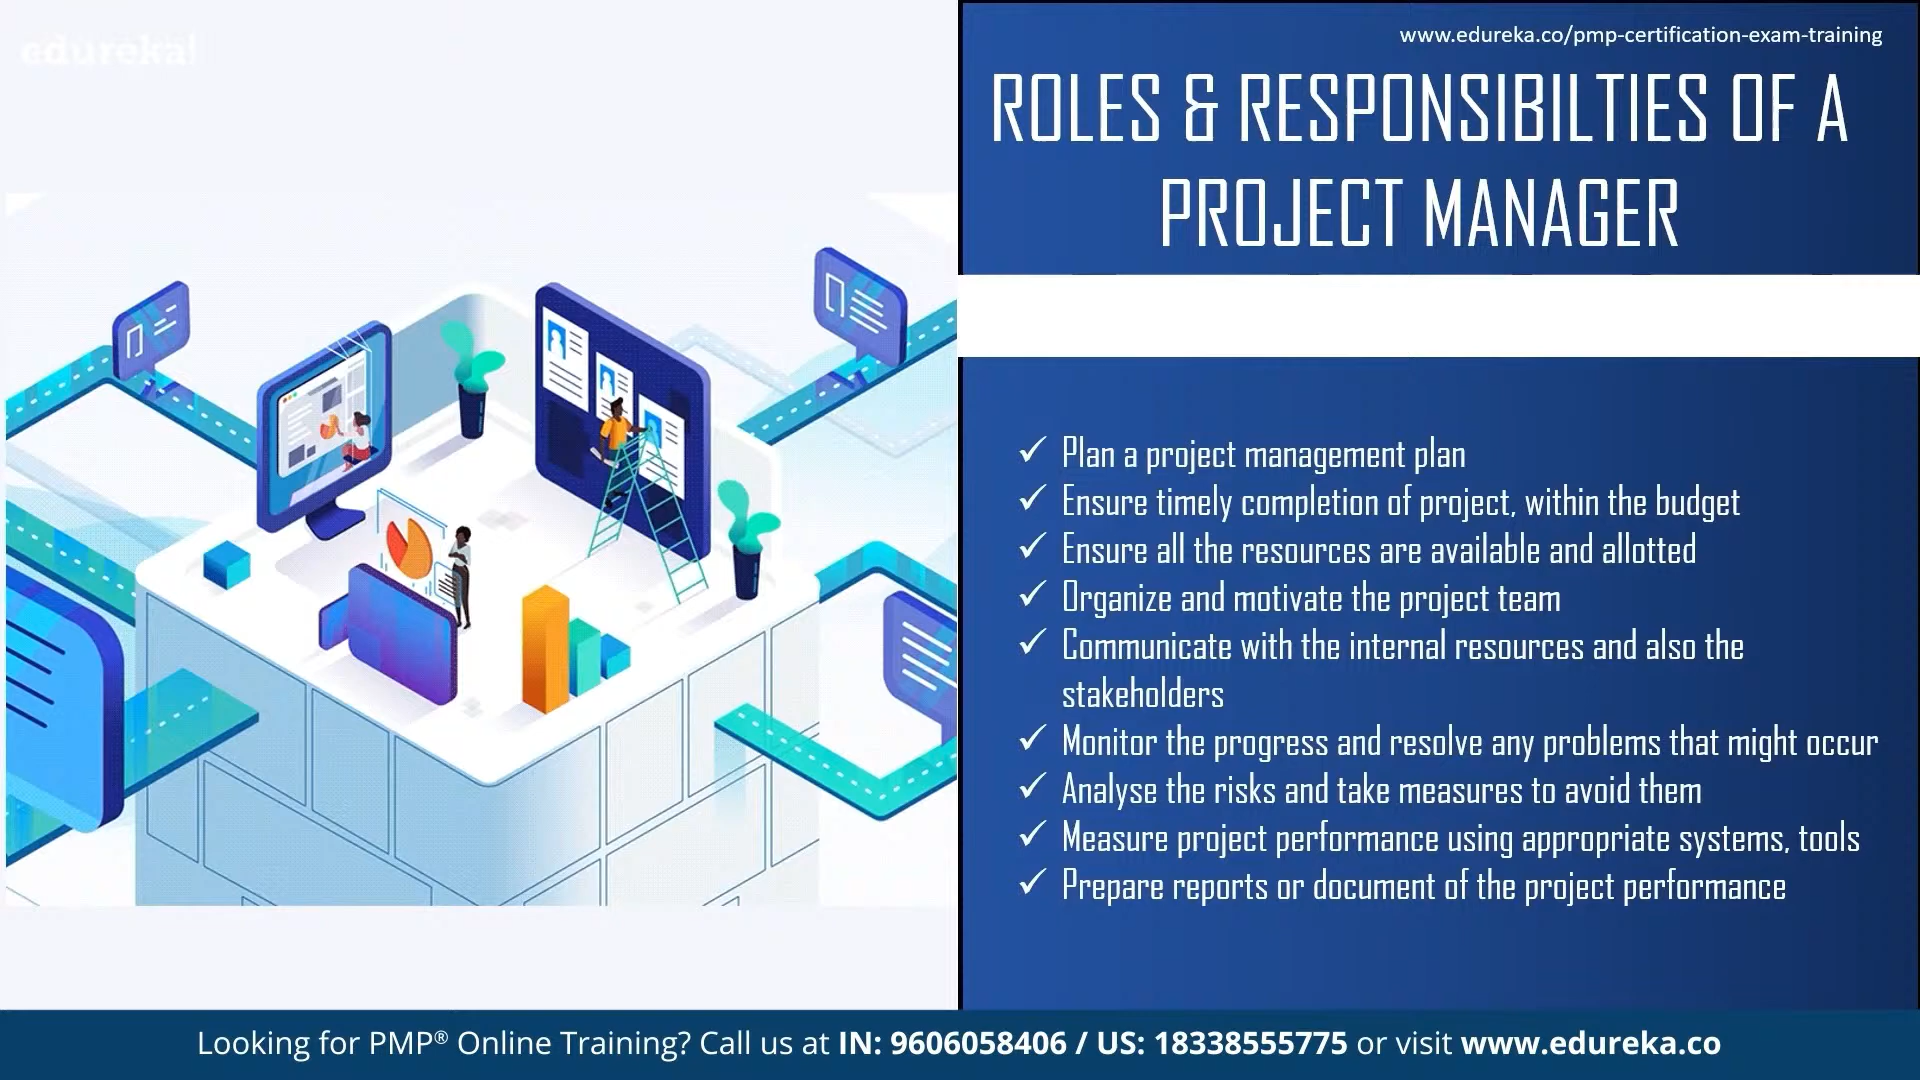 edureka!
www.edureka.co/pmp-certification-exam-training
ROLES & RESPONSIBILTIES OF A
PROJECT MANAGER
✓ Plan a project management plan
✓ Ensure timely completion of project, within the budget
✓ Ensure all the resources are available and allotted
✓ Organize and motivate the project team
✓ Communicate with the internal resources and also the
stakeholders
✓ Monitor the progress and resolve any problems that might occur
✓ Analyse the risks and take measures to avoid them
✓ Measure project performance using appropriate systems, tools
✓ Prepare reports or document of the project performance
Looking for PMP® Online Training? Call us at IN: 9606058406 / US: 18338555775 or visit www.edureka.co